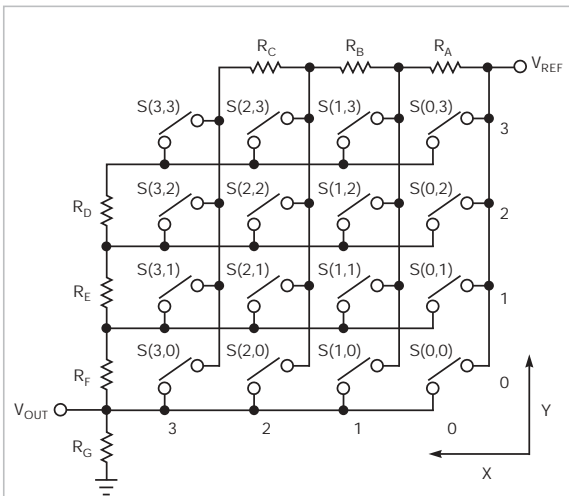 R_C R_B R_A V_REF
S(3,3) S(2,3) S(1,3) S(0,3) 3
S(3,2) S(2,2) S(1,2) S(0,2) 2
R_D
S(3,1) S(2,1) S(1,1) S(0,1) 1
R_E
S(3,0) S(2,0) S(1,0) S(0,0) 0
R_F
V_OUT
3 2 1 0
R_G
Y
X